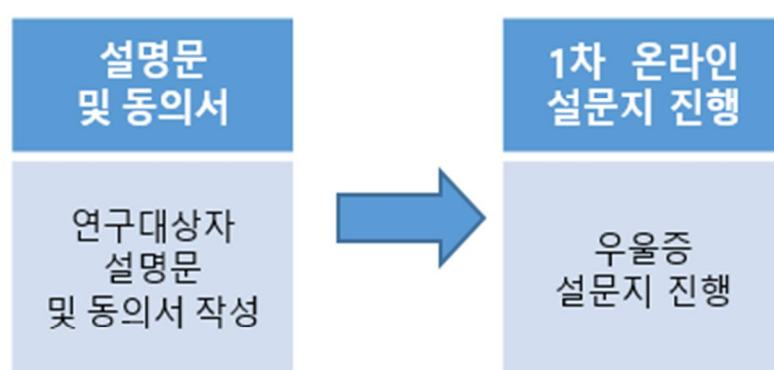 설명문
및 동의서
연구대상자
설명문
및 동의서 작성
1차 온라인
설문지 진행
우울증
설문지 진행